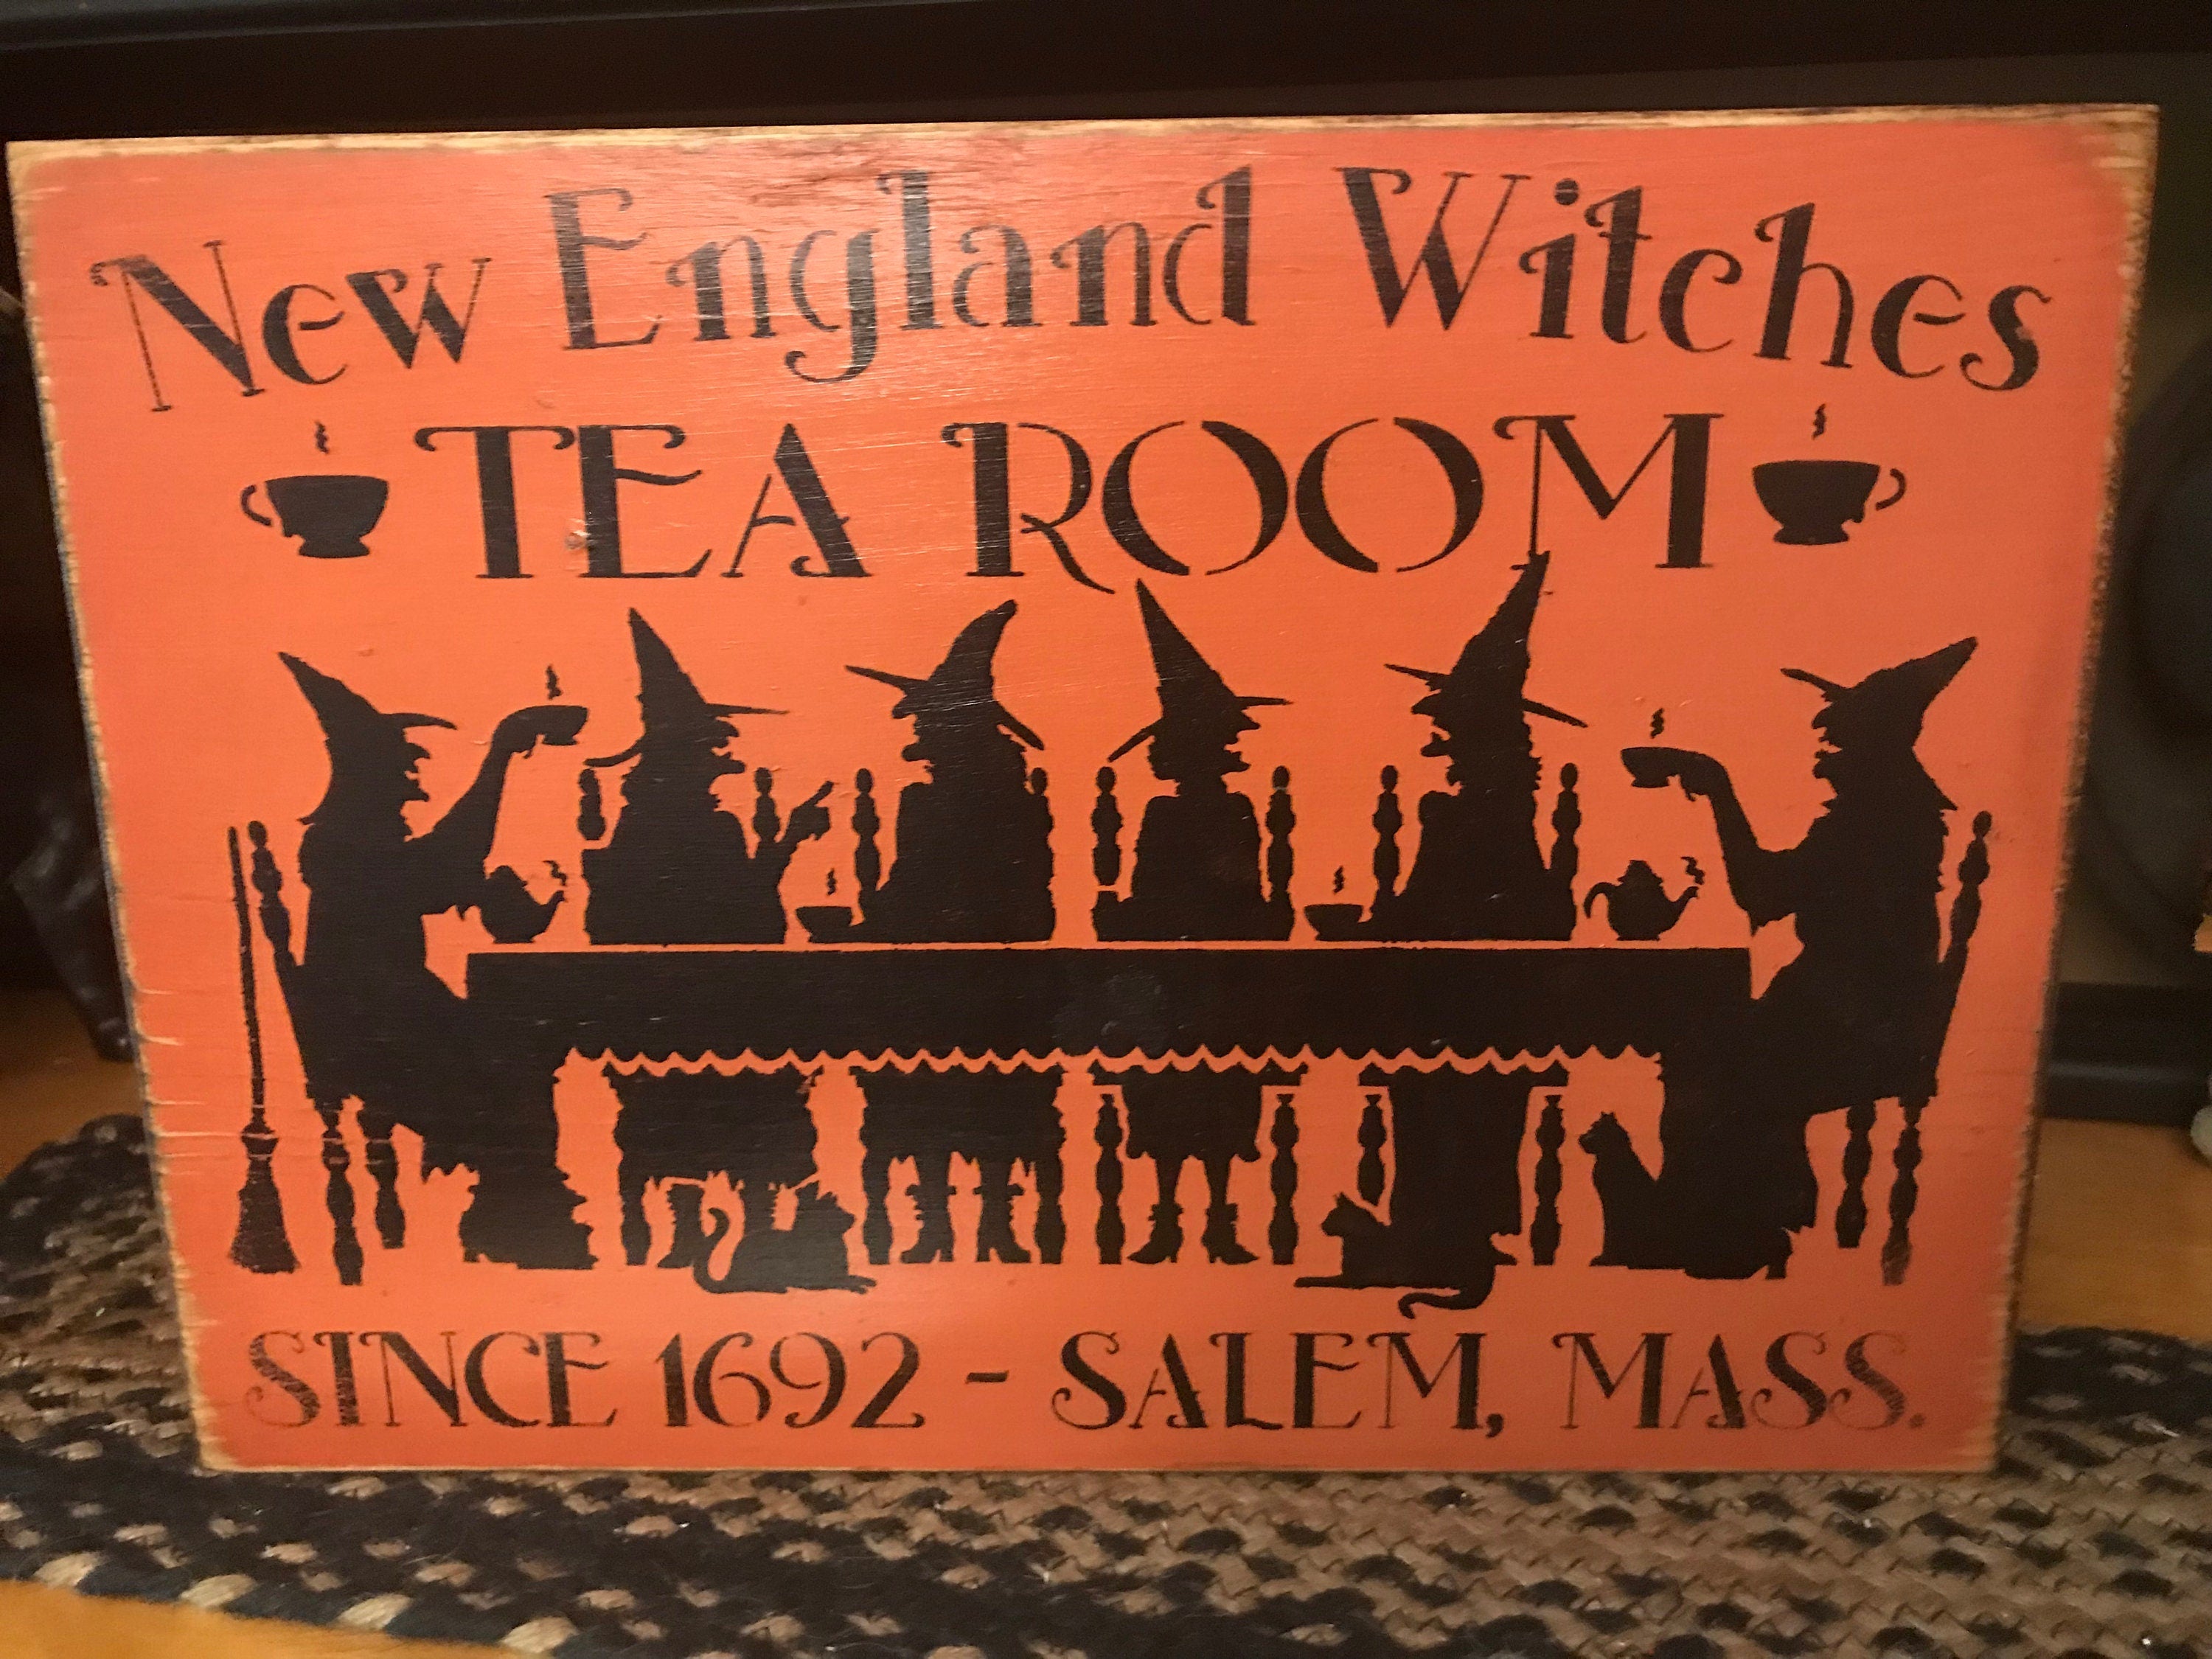 New England Witches
TEA ROOM
SINCE 1692 - SALEM, MASS.